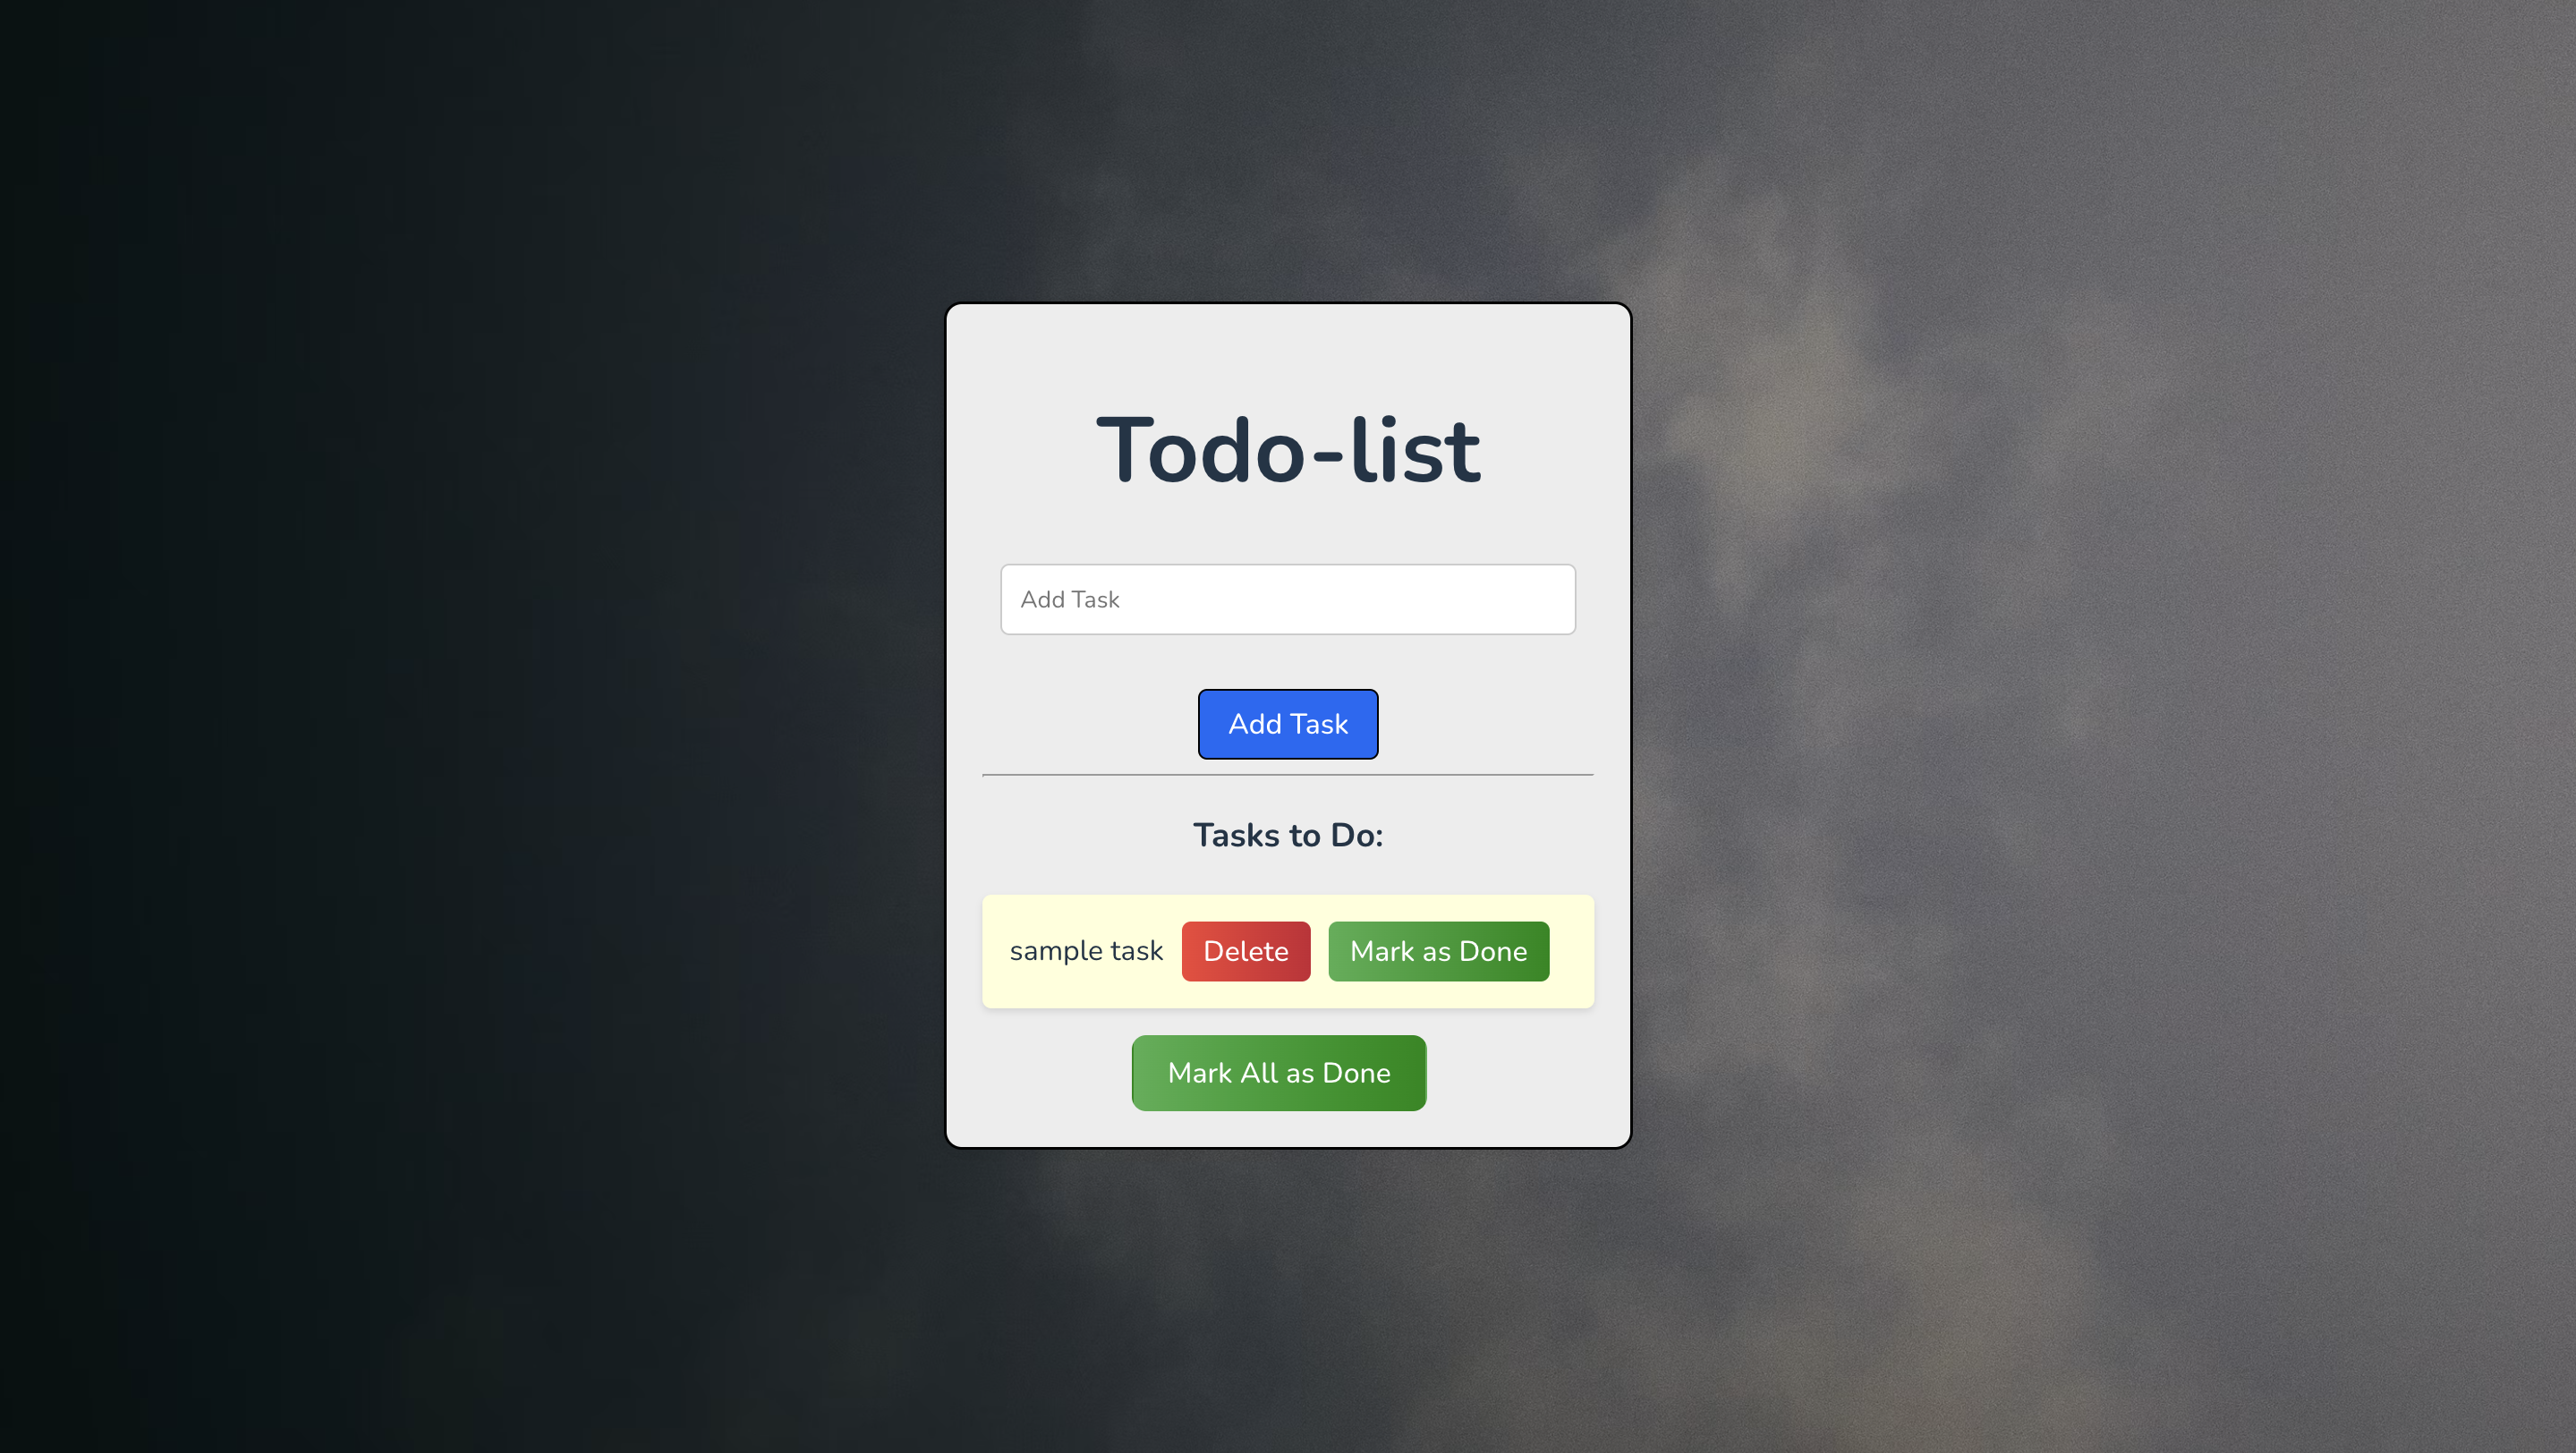 Todo-list
Add Task
Add Task
Tasks to Do:
sample task Delete Mark as Done
Mark All as Done